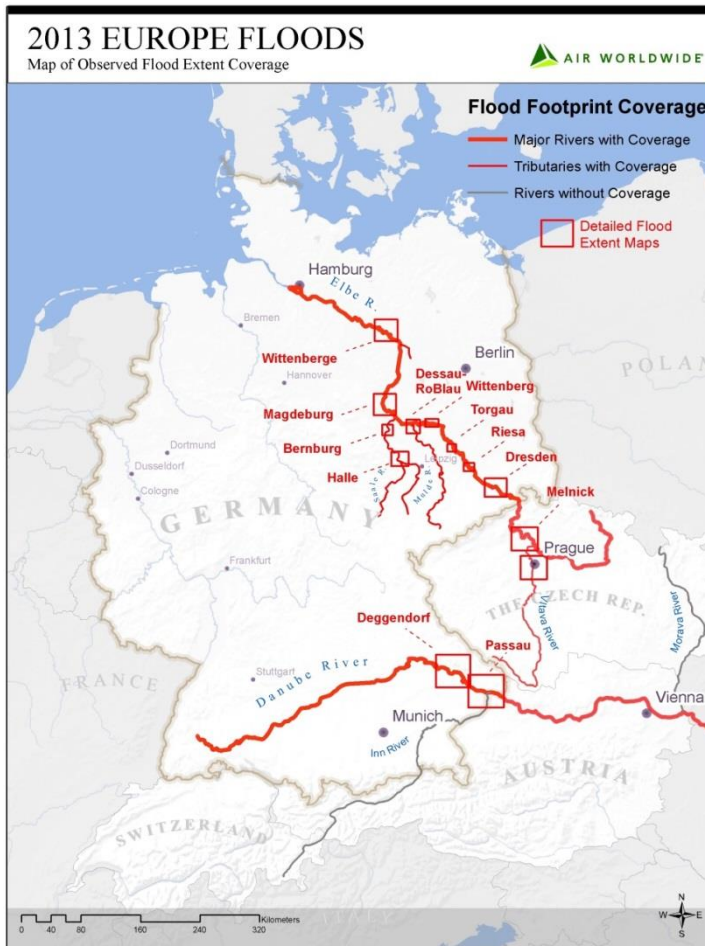 2013 EUROPE FLOODS
Map of Observed Flood Extent Coverage
AIR WORLDWIDE
Flood Footprint Coverage
Major Rivers with Coverage
Tributaries with Coverage
Rivers without Coverage
Detailed Flood
Extent Maps
Hamburg
Elbe R.
Bremen
Wittenberge
Berlin
POLAN
Hannover
Dessau-
RoBlau
Wittenberg
Magdeburg
Torgau
Bernburg
Riesa
Dortmund
Halle
Leipzig
Dresden
Dusseldorf
Saale R.
Mulde R.
Cologne
Melnick
GERMANY
Prague
Frankfurt
THE CZECH REP.
Vltava River
Morava River
Deggendorf
Passau
Stuttgart
Danube River
FRANCE
Vienna
Munich
Inn River
AUSTRIA
SWITZERLAND
N
W
E
S
0 20 40 80 160 240 320
Kilometers